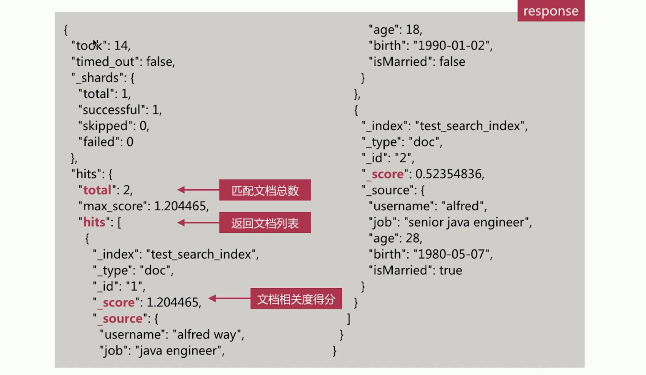 response
{
"took": 14,
"timed_out": false,
"_shards": {
"total": 1,
"successful": 1,
"skipped": 0,
"failed": 0
},
"hits": {
"total": 2,
匹配文档总数
"max_score": 1.204465,
"hits": [
返回文档列表
{
"_index": "test_search_index",
"_type": "doc",
"_id": "1",
"_score": 1.204465,
文档相关度得分
"_source": {
"username": "alfred way",
"job": "java engineer",
"age": 18,
"birth": "1990-01-02",
"isMarried": false
}
},
{
"_index": "test_search_index",
"_type": "doc",
"_id": "2",
"_score": 0.52354836,
"_source": {
"username": "alfred",
"job": "senior java engineer",
"age": 28,
"birth": "1980-05-07",
"isMarried": true
}
}
]
}
}